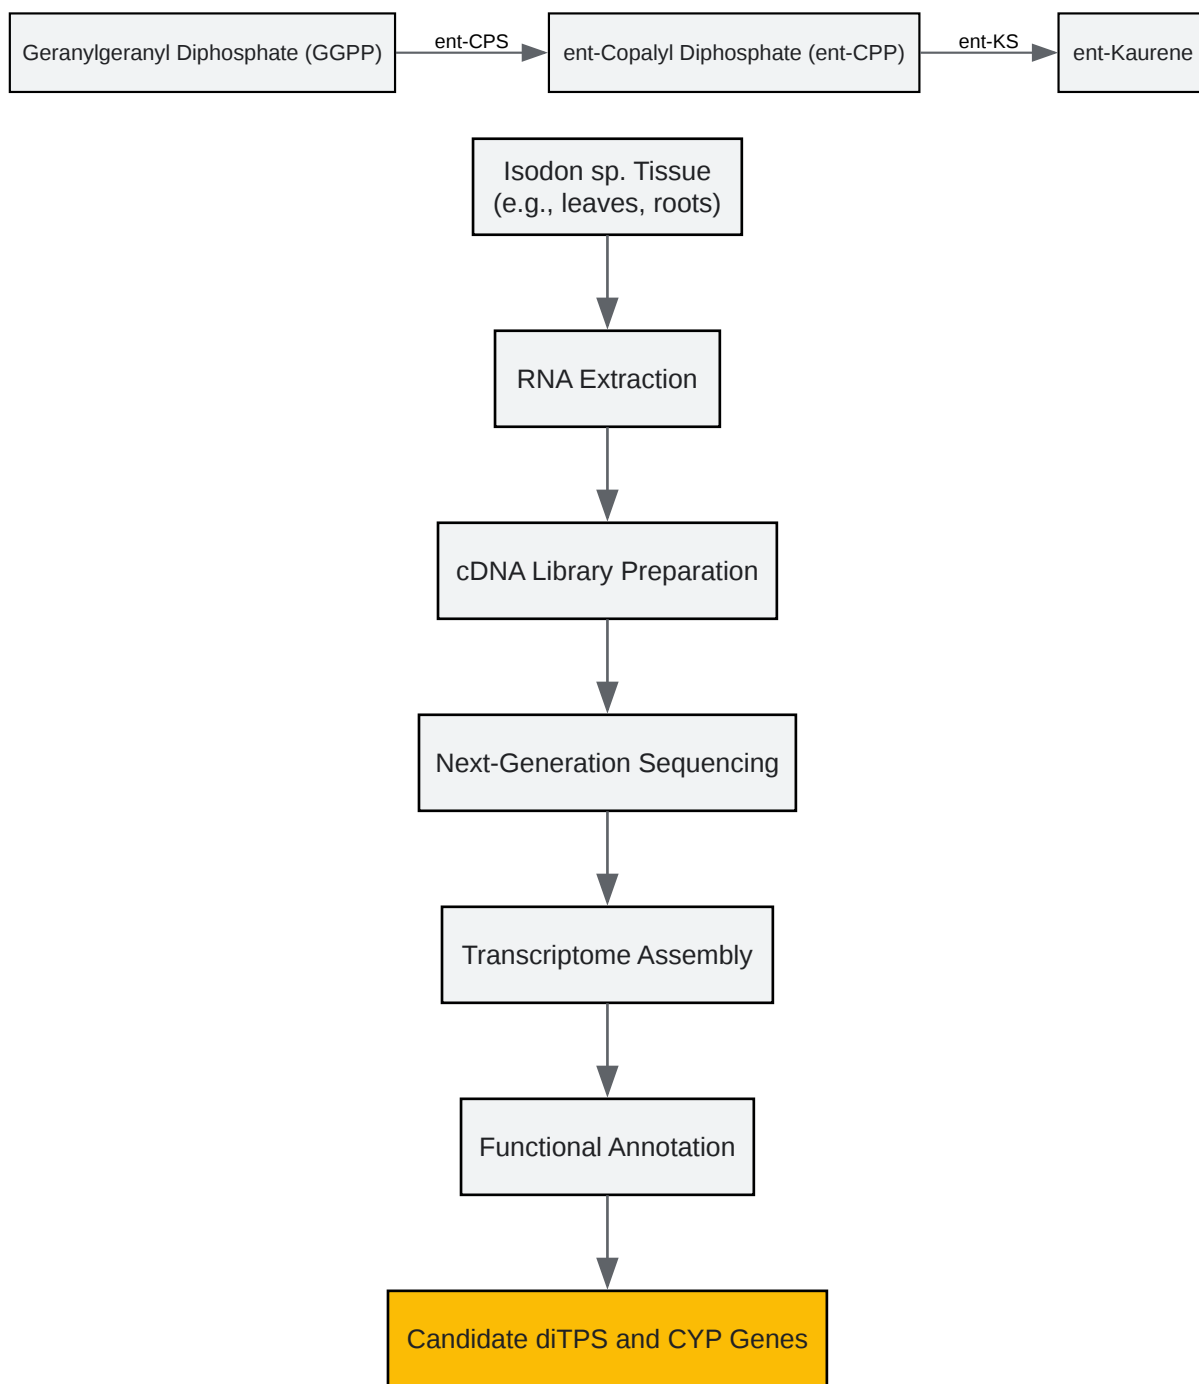 Geranylgeranyl Diphosphate (GGPP)
ent-CPS
ent-Copalyl Diphosphate (ent-CPP)
ent-KS
ent-Kaurene
Isodon sp. Tissue
(e.g., leaves, roots)
RNA Extraction
cDNA Library Preparation
Next-Generation Sequencing
Transcriptome Assembly
Functional Annotation
Candidate diTPS and CYP Genes